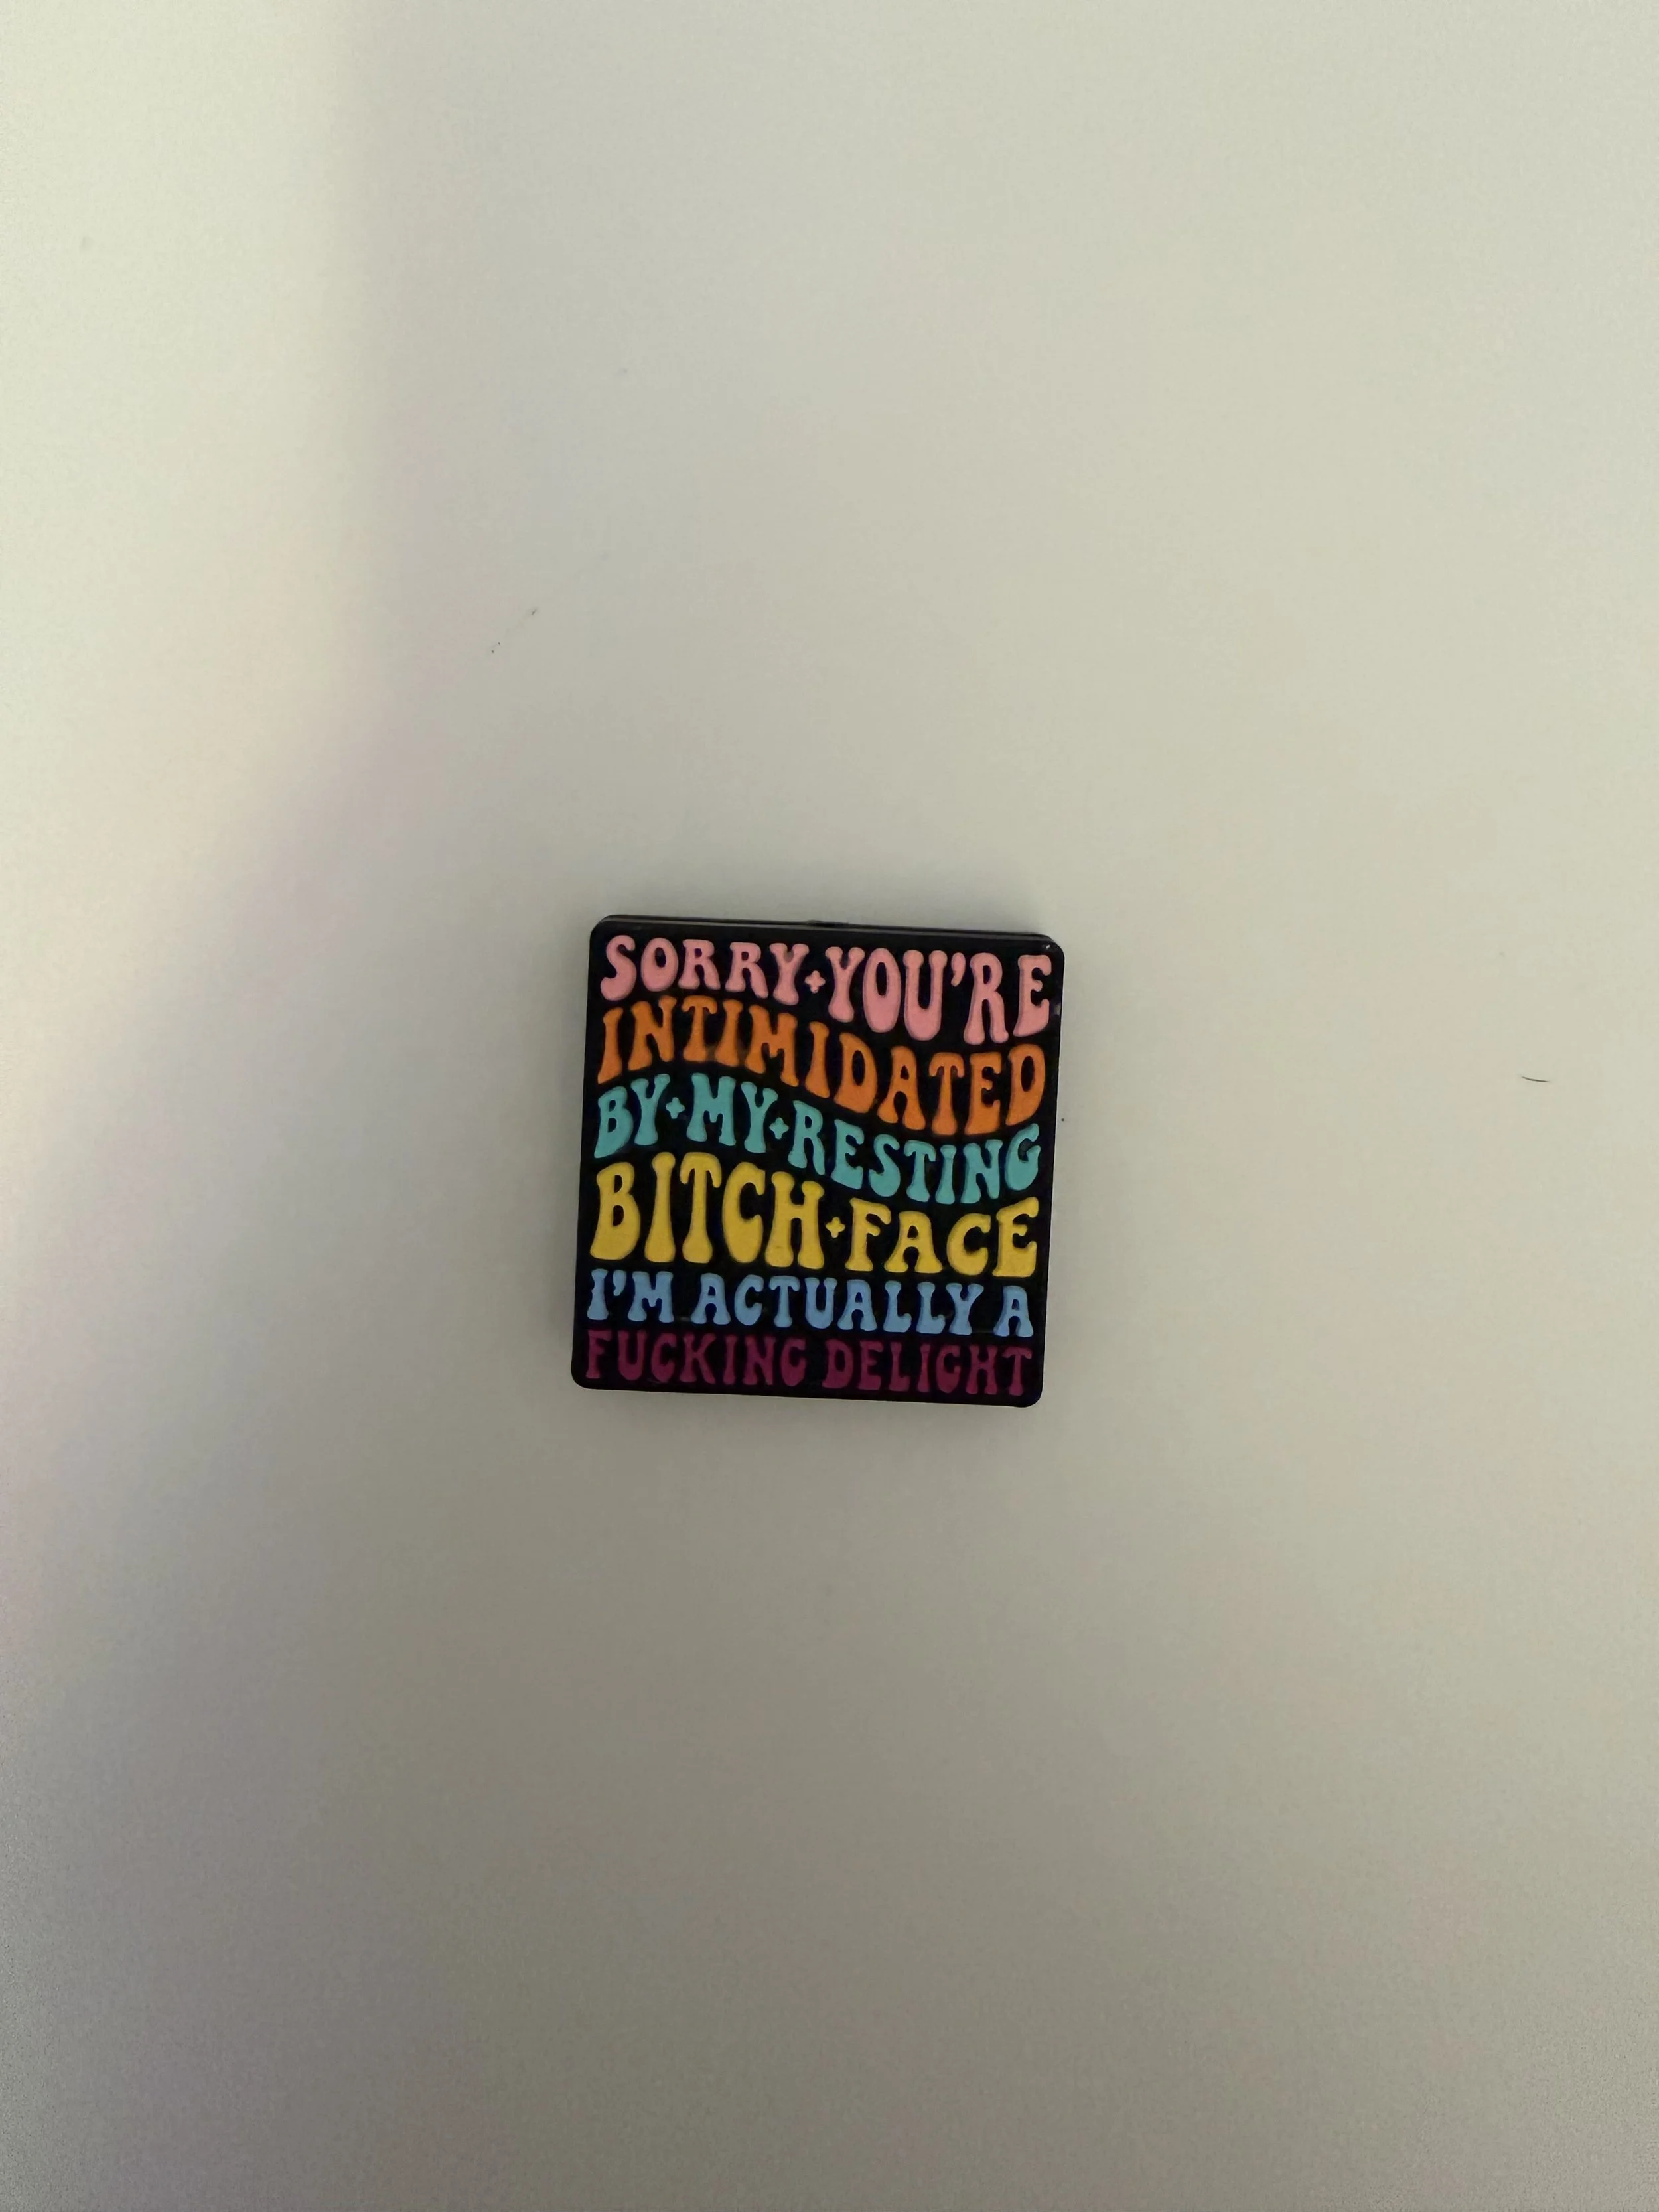 SORRY+YOU'RE
INTIMIDATED
BY+MY+RESTING
BITCH+FACE
I'M ACTUALLY A
FUCKING DELIGHT